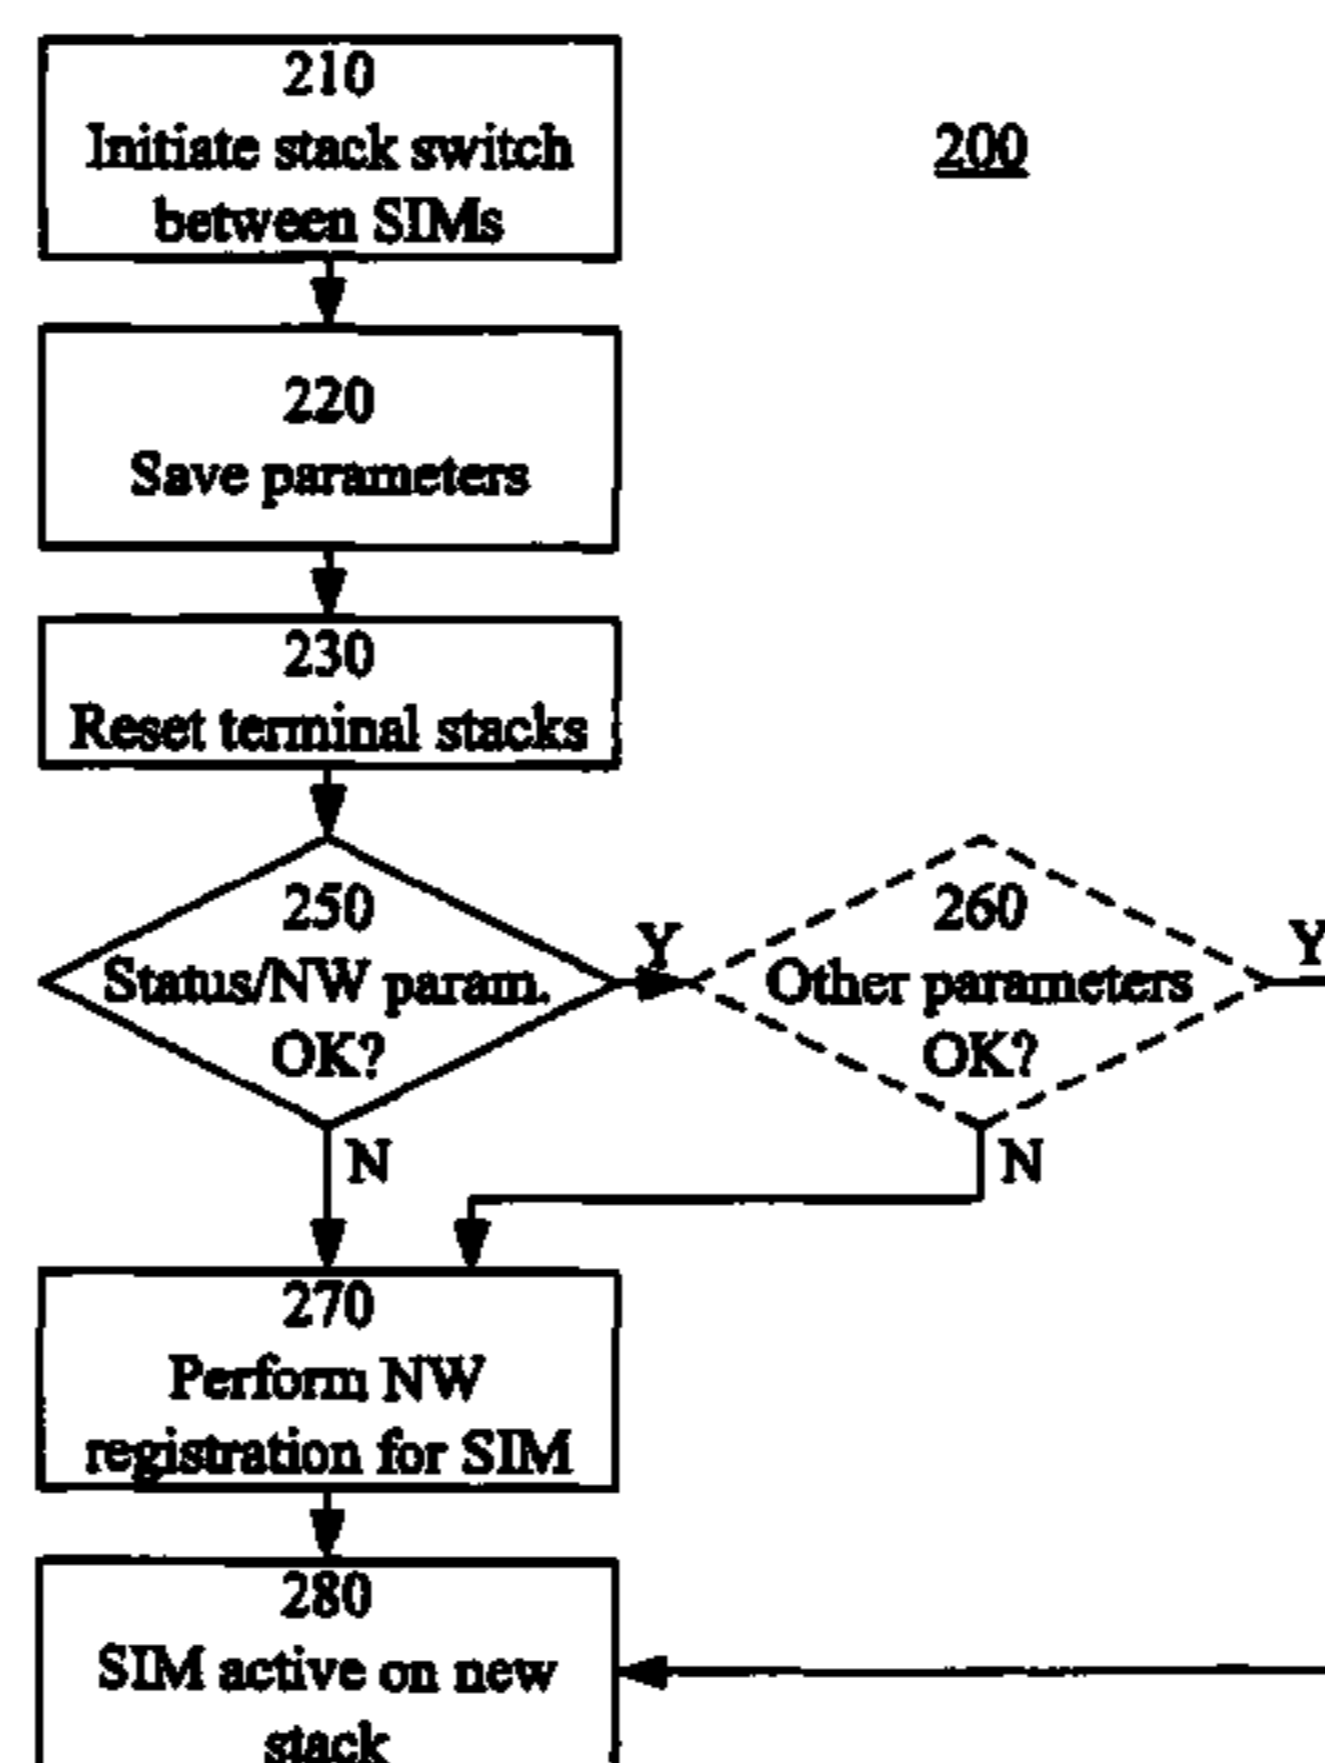 210
Initiate stack switch
between SIMs
200
220
Save parameters
230
Reset terminal stacks
250
Status/NW param.
OK?
Y
260
Other parameters
OK?
Y
N
N
270
Perform NW
registration for SIM
280
SIM active on new
stack